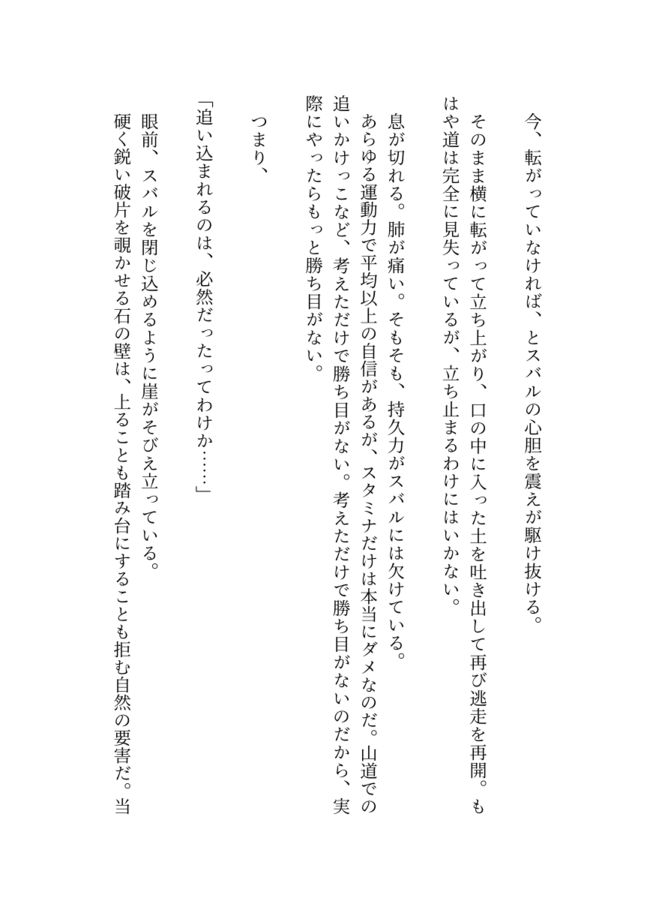 今、転がっていなければ、とスバルの心胆を震えが駆け抜ける。
そのまま横に転がって立ち上がり、口の中に入った土を吐き出して再び逃走を再開。も
はや道は完全に見失っているが、立ち止まるわけにはいかない。
息が切れる。肺が痛い。そもそも、持久力がスバルには欠けている。
あらゆる運動力で平均以上の自信があるが、スタミナだけは本当にダメなのだ。山道での
追いかけっこなど、考えただけで勝ち目がない。考えただけで勝ち目がないのだから、実
際にやったらもっと勝ち目がない。
つまり、
「追い込まれるのは、必然だったってわけか……」
眼前、スバルを閉じ込めるように崖がそびえ立っている。
硬く鋭い破片を覗かせる石の壁は、上ることも踏み台にすることも拒む自然の要害だ。当